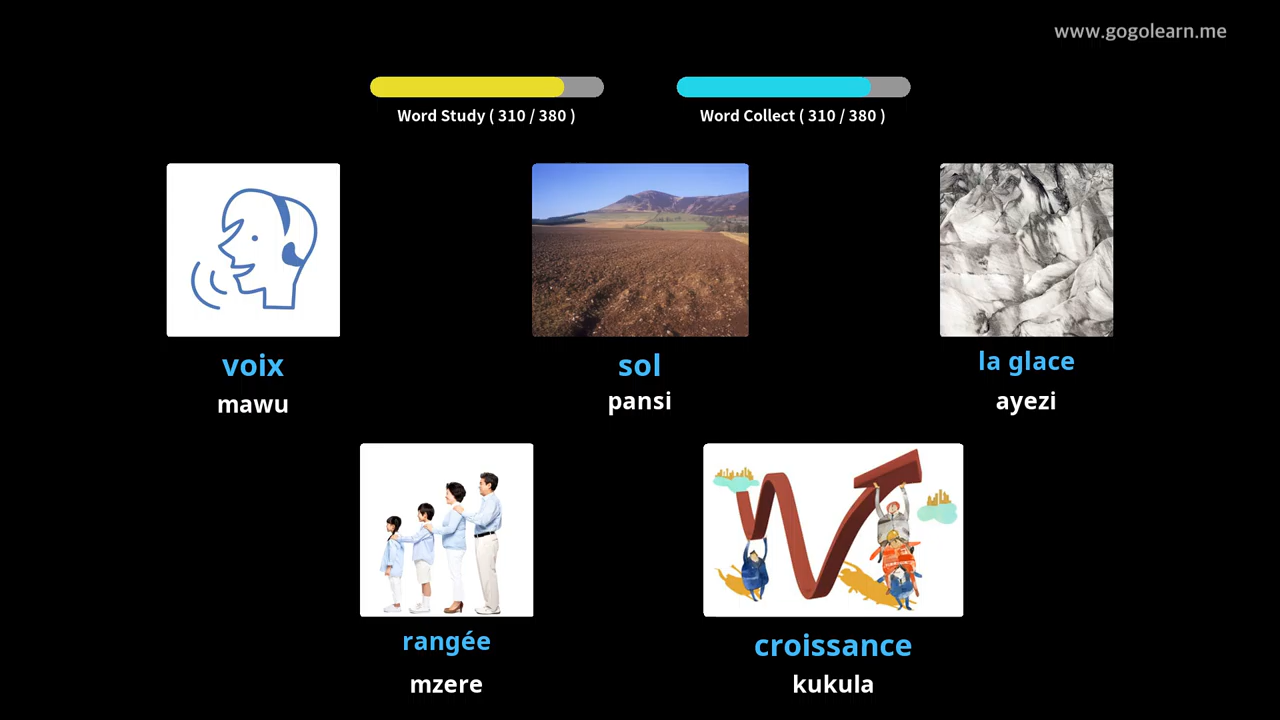 www.gogolearn.me
Word Study ( 310 / 380 )
Word Collect ( 310 / 380 )
voix
mawu
sol
pansi
la glace
ayezi
rangée
mzere
croissance
kukula